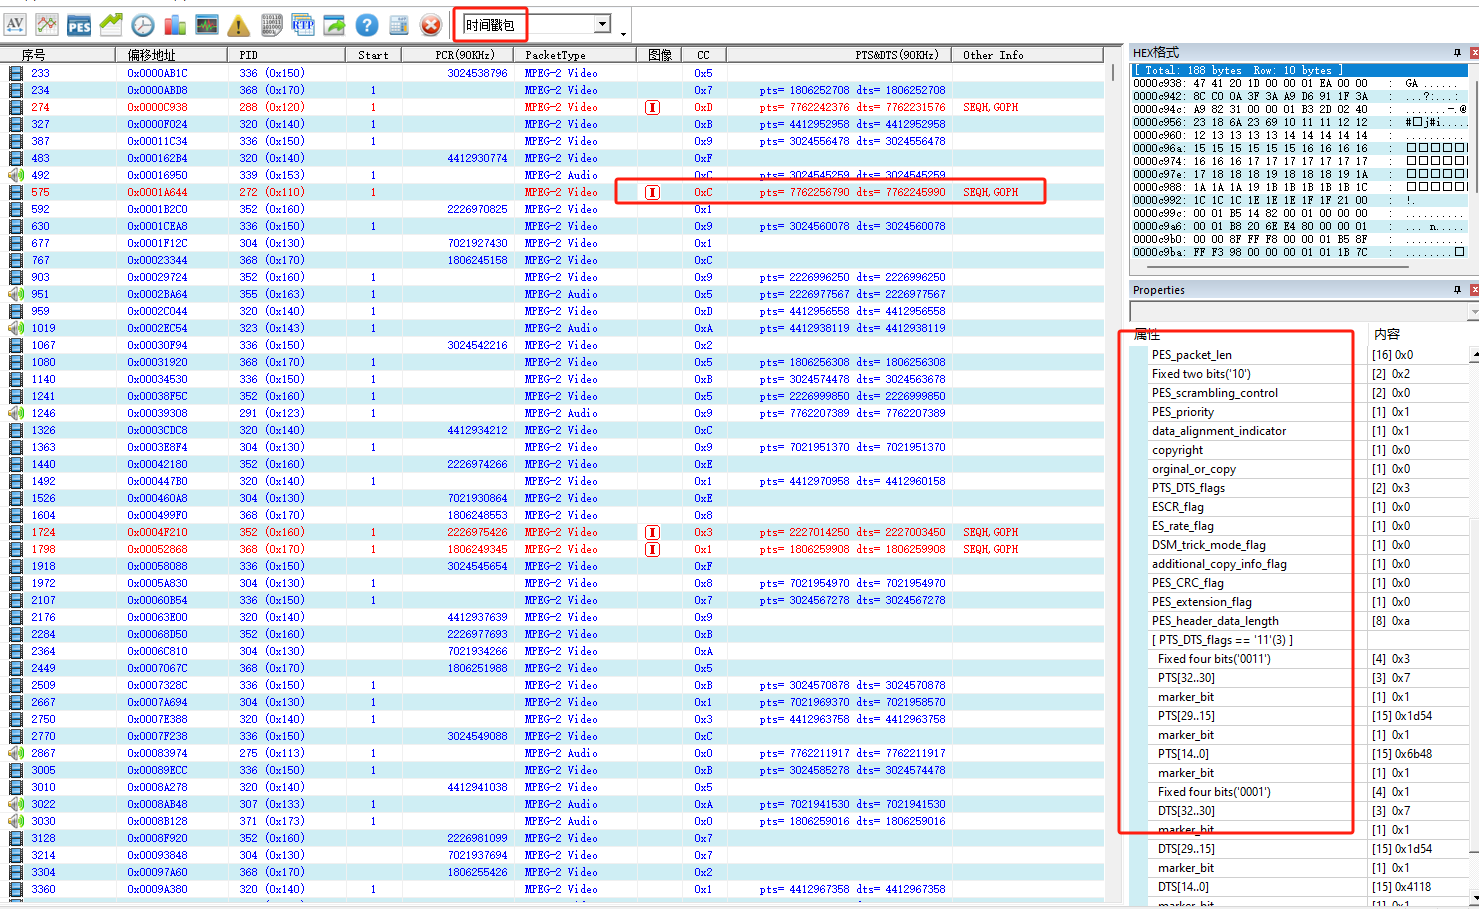 AV PES RTP 时间戳包
序号 偏移地址 PID Start PCR(90KHz) PacketType 图像 CC PTS&DTS(90KHz) Other Info
233 0x0000AB1C 336 (0x150) 3024538796 MPEG-2 Video 0x5
234 0x0000ABD8 368 (0x170) 1 MPEG-2 Video 0x7 pts= 1806252708 dts= 1806252708
274 0x0000C938 288 (0x120) 1 MPEG-2 Video I 0xD pts= 7762242376 dts= 7762231576 SEQH,GOPH
327 0x0000F024 320 (0x140) 1 MPEG-2 Video 0xB pts= 4412952958 dts= 4412952958
387 0x00011C34 336 (0x150) 1 MPEG-2 Video 0x9 pts= 3024556478 dts= 3024556478
483 0x000162B4 320 (0x140) 4412930774 MPEG-2 Video 0xF
492 0x00016950 339 (0x153) 1 MPEG-2 Audio 0xC pts= 3024545259 dts= 3024545259
575 0x0001A644 272 (0x110) 1 MPEG-2 Video I 0xC pts= 7762256790 dts= 7762245990 SEQH,GOPH
592 0x0001B2C0 352 (0x160) 2226970825 MPEG-2 Video 0x1
630 0x0001CEA8 336 (0x150) 1 MPEG-2 Video 0x9 pts= 3024560078 dts= 3024560078
677 0x0001F12C 304 (0x130) 7021927430 MPEG-2 Video 0x1
767 0x00023344 368 (0x170) 1806245158 MPEG-2 Video 0xC
903 0x00029724 352 (0x160) 1 MPEG-2 Video 0x9 pts= 2226996250 dts= 2226996250
951 0x0002BA64 355 (0x163) 1 MPEG-2 Audio 0x5 pts= 2226977567 dts= 2226977567
959 0x0002C044 320 (0x140) 1 MPEG-2 Video 0xD pts= 4412956558 dts= 4412956558
1019 0x0002EC54 323 (0x143) 1 MPEG-2 Audio 0xA pts= 4412938119 dts= 4412938119
1067 0x00030F94 336 (0x150) 3024542216 MPEG-2 Video 0x2
1080 0x00031920 368 (0x170) 1 MPEG-2 Video 0x5 pts= 1806256308 dts= 1806256308
1140 0x00034530 336 (0x150) 1 MPEG-2 Video 0xB pts= 3024574478 dts= 3024563678
1241 0x00038F5C 352 (0x160) 1 MPEG-2 Video 0x5 pts= 2226999850 dts= 2226999850
1246 0x00039308 291 (0x123) 1 MPEG-2 Audio 0x9 pts= 7762207389 dts= 7762207389
1326 0x0003CDC8 320 (0x140) 4412934212 MPEG-2 Video 0xC
1363 0x0003E8F4 304 (0x130) 1 MPEG-2 Video 0x9 pts= 7021951370 dts= 7021951370
1440 0x00042180 352 (0x160) 2226974266 MPEG-2 Video 0xE
1492 0x000447B0 320 (0x140) 1 MPEG-2 Video 0x1 pts= 4412970958 dts= 4412960158
1526 0x000460A8 304 (0x130) 7021930864 MPEG-2 Video 0xE
1604 0x000499F0 368 (0x170) 1806248553 MPEG-2 Video 0x8
1724 0x0004F210 352 (0x160) 1 2226975426 MPEG-2 Video I 0x3 pts= 2227014250 dts= 2227003450 SEQH,GOPH
1798 0x00052868 368 (0x170) 1 1806249345 MPEG-2 Video I 0x1 pts= 1806259908 dts= 1806259908 SEQH,GOPH
1918 0x00058088 336 (0x150) 3024545654 MPEG-2 Video 0xF
1972 0x0005A830 304 (0x130) 1 MPEG-2 Video 0x8 pts= 7021954970 dts= 7021954970
2107 0x00060B54 336 (0x150) 1 MPEG-2 Video 0x7 pts= 3024567278 dts= 3024567278
2176 0x00063E00 320 (0x140) 4412937639 MPEG-2 Video 0x9
2284 0x00068D50 352 (0x160) 2226977693 MPEG-2 Video 0xB
2364 0x0006C810 304 (0x130) 7021934266 MPEG-2 Video 0xA
2449 0x0007067C 368 (0x170) 1806251988 MPEG-2 Video 0x5
2509 0x0007328C 336 (0x150) 1 MPEG-2 Video 0xB pts= 3024570878 dts= 3024570878
2667 0x0007A694 304 (0x130) 1 MPEG-2 Video 0x1 pts= 7021969370 dts= 7021958570
2750 0x0007E388 320 (0x140) 1 MPEG-2 Video 0x3 pts= 4412963758 dts= 4412963758
2770 0x0007F238 336 (0x150) 3024549088 MPEG-2 Video 0xC
2867 0x00083974 275 (0x113) 1 MPEG-2 Audio 0x0 pts= 7762211917 dts= 7762211917
3005 0x00089ECC 336 (0x150) 1 MPEG-2 Video 0xB pts= 3024585278 dts= 3024574478
3010 0x0008A278 320 (0x140) 4412941038 MPEG-2 Video 0x5
3022 0x0008AB48 307 (0x133) 1 MPEG-2 Audio 0xA pts= 7021941530 dts= 7021941530
3030 0x0008B128 371 (0x173) 1 MPEG-2 Audio 0x0 pts= 1806259016 dts= 1806259016
3128 0x0008F920 352 (0x160) 2226981099 MPEG-2 Video 0x7
3214 0x00093848 304 (0x130) 7021937694 MPEG-2 Video 0x7
3304 0x00097A60 368 (0x170) 1806255426 MPEG-2 Video 0x2
3360 0x0009A380 320 (0x140) 1 MPEG-2 Video 0x1 pts= 4412967358 dts= 4412967358
HEX格式
[ Total: 188 bytes Row: 10 bytes ]
0000c938: 47 41 20 1D 00 00 01 EA 00 00 : GA ......
0000c942: 8C C0 0A 3F 3A A9 D6 91 1F 3A : ...?:...:
0000c94c: A9 82 31 00 00 01 B3 2D 02 40 : .......-.@
0000c956: 23 18 6A 23 69 10 11 11 12 12 : #□j#i.....
0000c960: 12 13 13 13 13 14 14 14 14 14 : ..........
0000c96a: 15 15 15 15 15 15 16 16 16 16 : □□□□□
0000c974: 16 16 16 17 17 17 17 17 17 17 : □□□□□
0000c97e: 17 18 18 18 19 18 18 18 19 1A : □□□□□
0000c988: 1A 1A 1A 19 1B 1B 1B 1B 1B 1C : □□□□□
0000c992: 1C 1C 1C 1E 1E 1E 1F 1F 21 00 : !.
0000c99c: 00 01 B5 14 82 00 01 00 00 00 : ..........
0000c9a6: 00 01 B8 20 6E E4 80 00 00 01 : ... n.....
0000c9b0: 00 00 8F FF F8 00 00 01 B5 8F : ..........
0000c9ba: FF F3 98 00 00 00 01 01 1B 7C : ........□
Properties
属性 内容
PES_packet_len [16] 0x0
Fixed two bits('10') [2] 0x2
PES_scrambling_control [2] 0x0
PES_priority [1] 0x1
data_alignment_indicator [1] 0x1
copyright [1] 0x0
orginal_or_copy [1] 0x0
PTS_DTS_flags [2] 0x3
ESCR_flag [1] 0x0
ES_rate_flag [1] 0x0
DSM_trick_mode_flag [1] 0x0
additional_copy_info_flag [1] 0x0
PES_CRC_flag [1] 0x0
PES_extension_flag [1] 0x0
PES_header_data_length [8] 0xa
[ PTS_DTS_flags == '11'(3) ]
Fixed four bits('0011') [4] 0x3
PTS[32..30] [3] 0x7
marker_bit [1] 0x1
PTS[29..15] [15] 0x1d54
marker_bit [1] 0x1
PTS[14..0] [15] 0x6b48
marker_bit [1] 0x1
Fixed four bits('0001') [4] 0x1
DTS[32..30] [3] 0x7
marker_bit [1] 0x1
DTS[29..15] [15] 0x1d54
marker_bit [1] 0x1
DTS[14..0] [15] 0x4118
marker_bit [1] 0x1